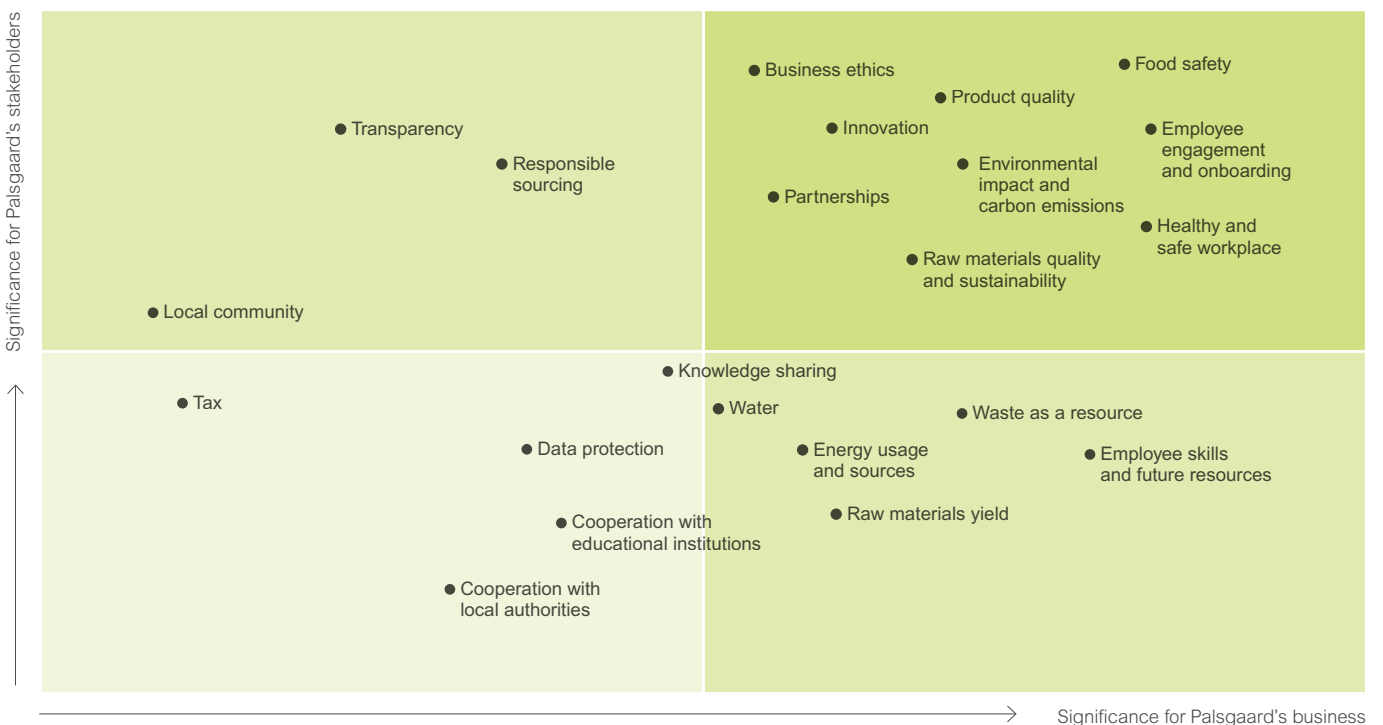 Significance for Palsgaard's stakeholders
Business ethics
Food safety
Product quality
Transparency
Innovation
Employee
engagement
and onboarding
Responsible
sourcing
Environmental
impact and
carbon emissions
Partnerships
Healthy and
safe workplace
Raw materials quality
and sustainability
Local community
Knowledge sharing
Tax
Water
Waste as a resource
Data protection
Energy usage
and sources
Employee skills
and future resources
Raw materials yield
Cooperation with
educational institutions
Cooperation with
local authorities
Significance for Palsgaard's business